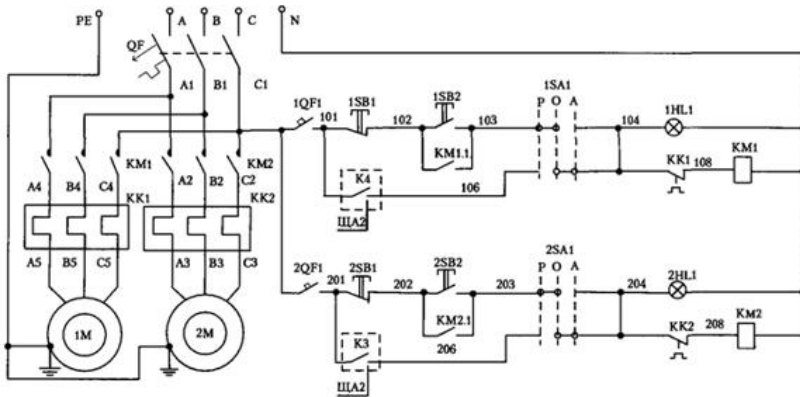 PE A B C N
QF
A1 B1 C1
1QF1 101 1SB1 102 1SB2 103 1SA1 104 1HL1
P O A
KM1.1.
KM1 KM2
A4 B4 C4 A2 B2 C2
K4 106 KK1 108 KM1
ЩА2
KK1 KK2
A5 B5 C5 A3 B3 C3
2QF1 201 2SB1 202 2SB2 203 2SA1 204 2HL1
P O A
KM2.1
1M 2M
K3 206 KK2 208 KM2
ЩА2